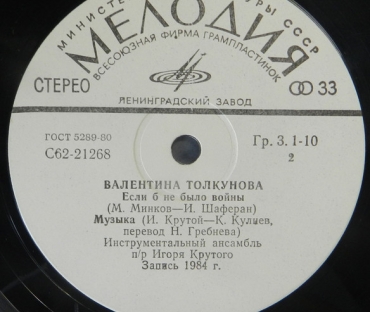 МИНИСТЕ УРЫ СССР
МЕЛОДИЯ
ВСЕСОЮЗНАЯ ФИРМА ГРАМПЛАСТИНОК
СТЕРЕО
33
ЛЕНИНГРАДСКИЙ ЗАВОД
ГОСТ 5289-80
Гр. 3. 1-10
С62-21268
2
ВАЛЕНТИНА ТОЛКУНОВА
Если б не было войны
(М. Минков—И. Шаферан)
Музыка (И. Крутой—К. Кулиев,
перевод Н. Гребнева)
Инструментальный ансамбль
п/р Игоря Крутого
Запись 1984 г.